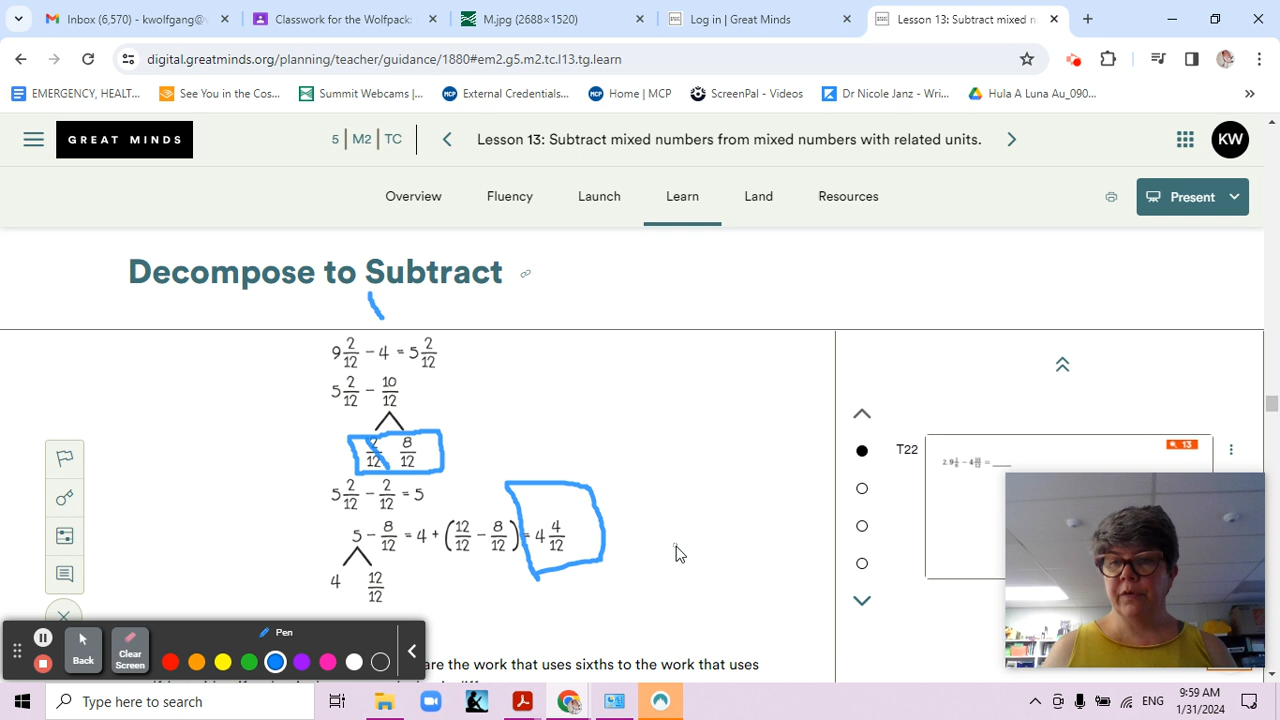 Inbox (6,570) - kwolfgang@ Classwork for the Wolfpack: M.jpg (2688×1520) Log in | Great Minds Lesson 13: Subtract mixed n
digital.greatminds.org/planning/teacher/guidance/1880#em2.g5.m2.tc.l13.tg.learn
EMERGENCY, HEALT... See You in the Cos... Summit Webcams |... External Credentials... Home | MCP ScreenPal - Videos Dr Nicole Janz - Wri... Hula A Luna Au_090...
GREAT MINDS 5 | M2 | TC Lesson 13: Subtract mixed numbers from mixed numbers with related units. KW
Overview Fluency Launch Learn Land Resources Present
Decompose to Subtract
9 2/12 - 4 = 5 2/12
5 2/12 - 10/12
2/12 8/12
5 2/12 - 2/12 = 5
5 - 8/12 = 4 + (12/12 - 8/12) = 4 4/12
4 12/12
T22
13
Pen
Back
Clear Screen
are the work that uses sixths to the work that uses
Type here to search
ENG
9:59 AM
1/31/2024